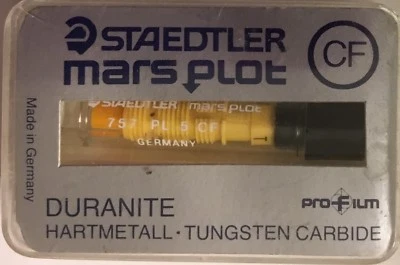 STAEDTLER
mars plot
CF
Made in Germany
STAEDTLER mars plot
757 PL 5 CF
GERMANY
T
DURANITE
pro-Film
HARTMETALL · TUNGSTEN CARBIDE